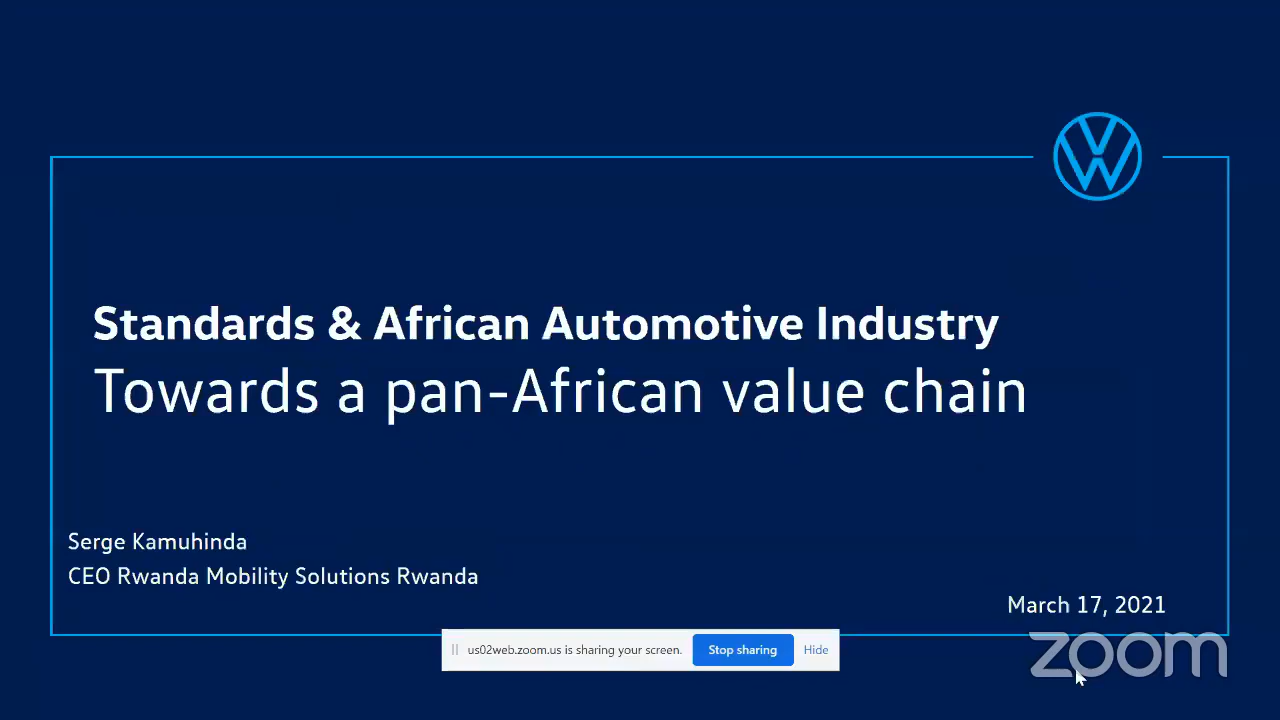 Standards & African Automotive Industry
Towards a pan-African value chain
Serge Kamuhinda
CEO Rwanda Mobility Solutions Rwanda
March 17, 2021
us02web.zoom.us is sharing your screen.
Stop sharing
Hide
zoom